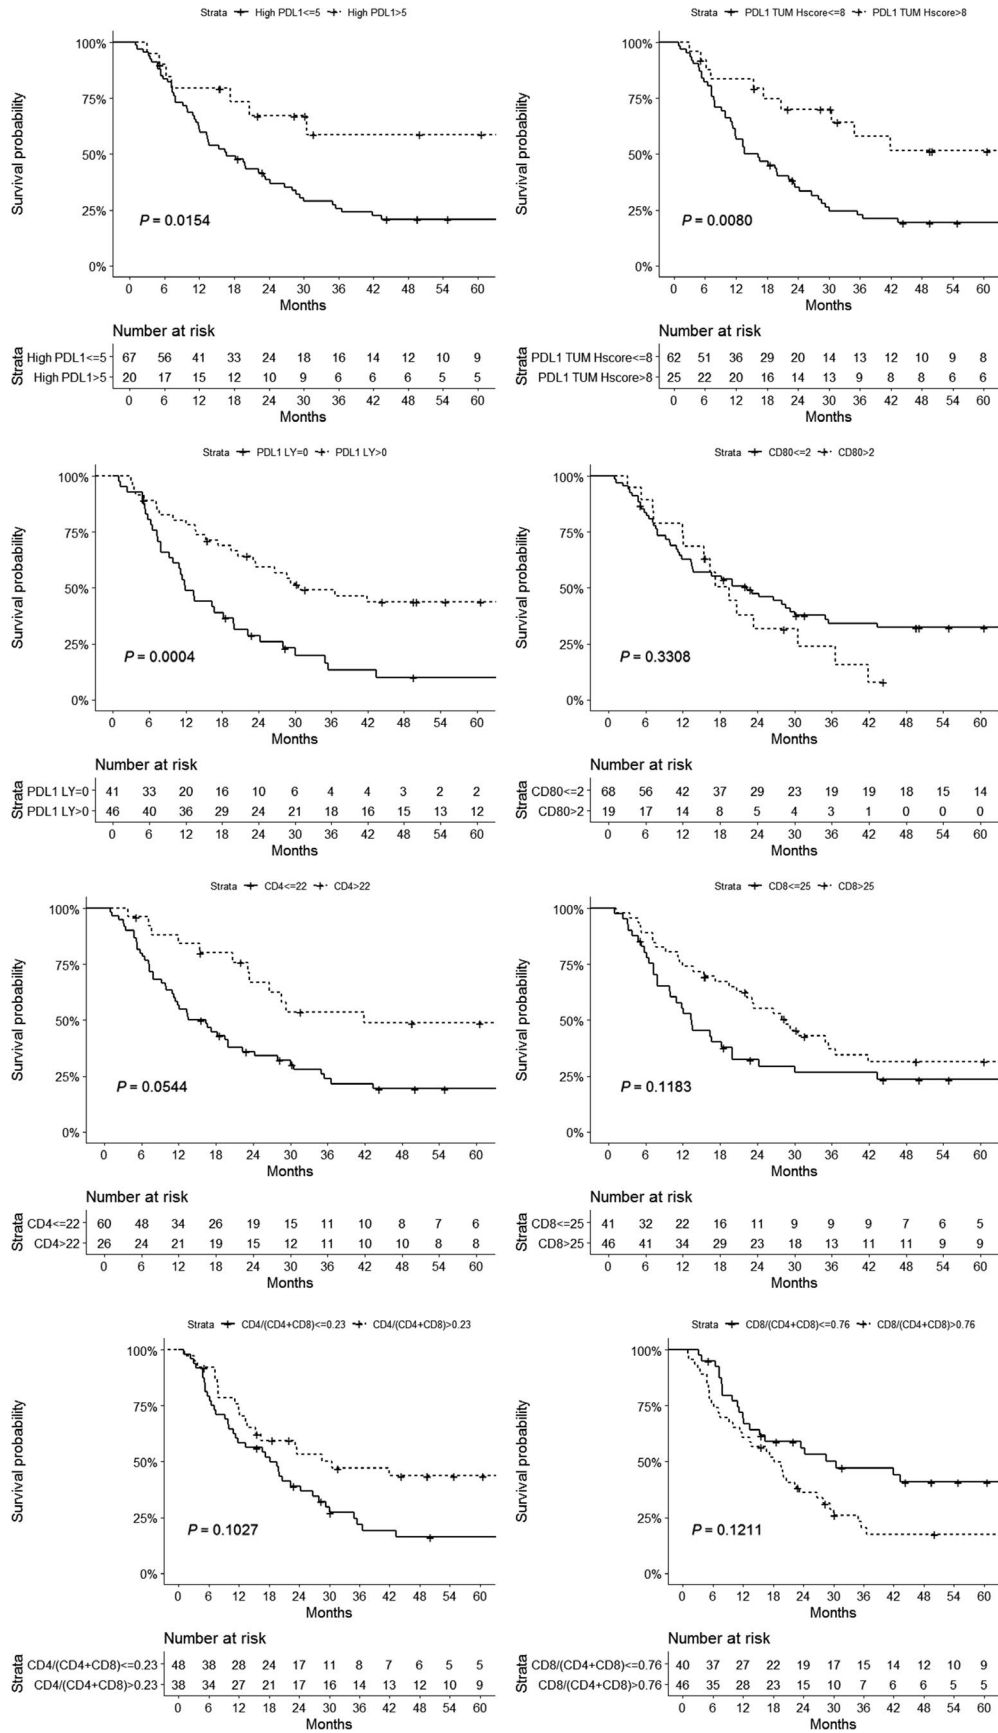 Strata High PDL1<=5 High PDL1>5
Survival probability
100%
75%
50%
25%
0%
P = 0.0154
0 6 12 18 24 30 36 42 48 54 60
Months
Number at risk
Strata
High PDL1<=5 67 56 41 33 24 18 16 14 12 10 9
High PDL1>5 20 17 15 12 10 9 6 6 6 5 5
0 6 12 18 24 30 36 42 48 54 60
Months
Strata PDL1 TUM Hscore<=8 PDL1 TUM Hscore>8
Survival probability
100%
75%
50%
25%
0%
P = 0.0080
0 6 12 18 24 30 36 42 48 54 60
Months
Number at risk
Strata
PDL1 TUM Hscore<=8 62 51 36 29 20 14 13 12 10 9 8
PDL1 TUM Hscore>8 25 22 20 16 14 13 9 8 8 6 6
0 6 12 18 24 30 36 42 48 54 60
Months
Strata PDL1 LY=0 PDL1 LY>0
Survival probability
100%
75%
50%
25%
0%
P = 0.0004
0 6 12 18 24 30 36 42 48 54 60
Months
Number at risk
Strata
PDL1 LY=0 41 33 20 16 10 6 4 4 3 2 2
PDL1 LY>0 46 40 36 29 24 21 18 16 15 13 12
0 6 12 18 24 30 36 42 48 54 60
Months
Strata CD80<=2 CD80>2
Survival probability
100%
75%
50%
25%
0%
P = 0.3308
0 6 12 18 24 30 36 42 48 54 60
Months
Number at risk
Strata
CD80<=2 68 56 42 37 29 23 19 19 18 15 14
CD80>2 19 17 14 8 5 4 3 1 0 0 0
0 6 12 18 24 30 36 42 48 54 60
Months
Strata CD4<=22 CD4>22
Survival probability
100%
75%
50%
25%
0%
P = 0.0544
0 6 12 18 24 30 36 42 48 54 60
Months
Number at risk
Strata
CD4<=22 60 48 34 26 19 15 11 10 8 7 6
CD4>22 26 24 21 19 15 12 11 10 10 8 8
0 6 12 18 24 30 36 42 48 54 60
Months
Strata CD8<=25 CD8>25
Survival probability
100%
75%
50%
25%
0%
P = 0.1183
0 6 12 18 24 30 36 42 48 54 60
Months
Number at risk
Strata
CD8<=25 41 32 22 16 11 9 9 9 7 6 5
CD8>25 46 41 34 29 23 18 13 11 11 9 9
0 6 12 18 24 30 36 42 48 54 60
Months
Strata CD4/(CD4+CD8)<=0.23 CD4/(CD4+CD8)>0.23
Survival probability
100%
75%
50%
25%
0%
P = 0.1027
0 6 12 18 24 30 36 42 48 54 60
Months
Number at risk
Strata
CD4/(CD4+CD8)<=0.23 48 38 28 24 17 11 8 7 6 5 5
CD4/(CD4+CD8)>0.23 38 34 27 21 17 16 14 13 12 10 9
0 6 12 18 24 30 36 42 48 54 60
Months
Strata CD8/(CD4+CD8)<=0.76 CD8/(CD4+CD8)>0.76
Survival probability
100%
75%
50%
25%
0%
P = 0.1211
0 6 12 18 24 30 36 42 48 54 60
Months
Number at risk
Strata
CD8/(CD4+CD8)<=0.76 40 37 27 22 19 17 15 14 12 10 9
CD8/(CD4+CD8)>0.76 46 35 28 23 15 10 7 6 6 5 5
0 6 12 18 24 30 36 42 48 54 60
Months